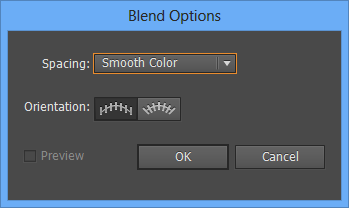 Blend Options
Spacing: Smooth Color
Orientation:
Preview
OK
Cancel